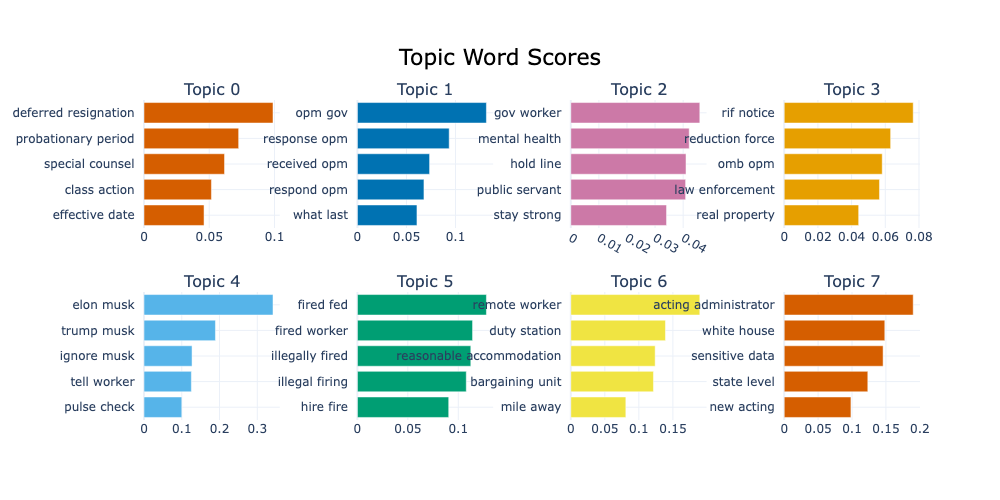 Topic Word Scores
Topic 0
deferred resignation
probationary period
special counsel
class action
effective date
0 0.05 0.1
Topic 1
opm gov
response opm
received opm
respond opm
what last
0 0.05 0.1
Topic 2
gov worker
mental health
hold line
public servant
stay strong
0 0.01 0.02 0.03 0.04
Topic 3
rif notice
reduction force
omb opm
law enforcement
real property
0 0.02 0.04 0.06 0.08
Topic 4
elon musk
trump musk
ignore musk
tell worker
pulse check
0 0.1 0.2 0.3
Topic 5
fired fed
fired worker
illegally fired
illegal firing
hire fire
0 0.05 0.1
Topic 6
remote worker
duty station
reasonable accommodation
bargaining unit
mile away
0 0.05 0.1 0.15
Topic 7
acting administrator
white house
sensitive data
state level
new acting
0 0.05 0.1 0.15 0.2